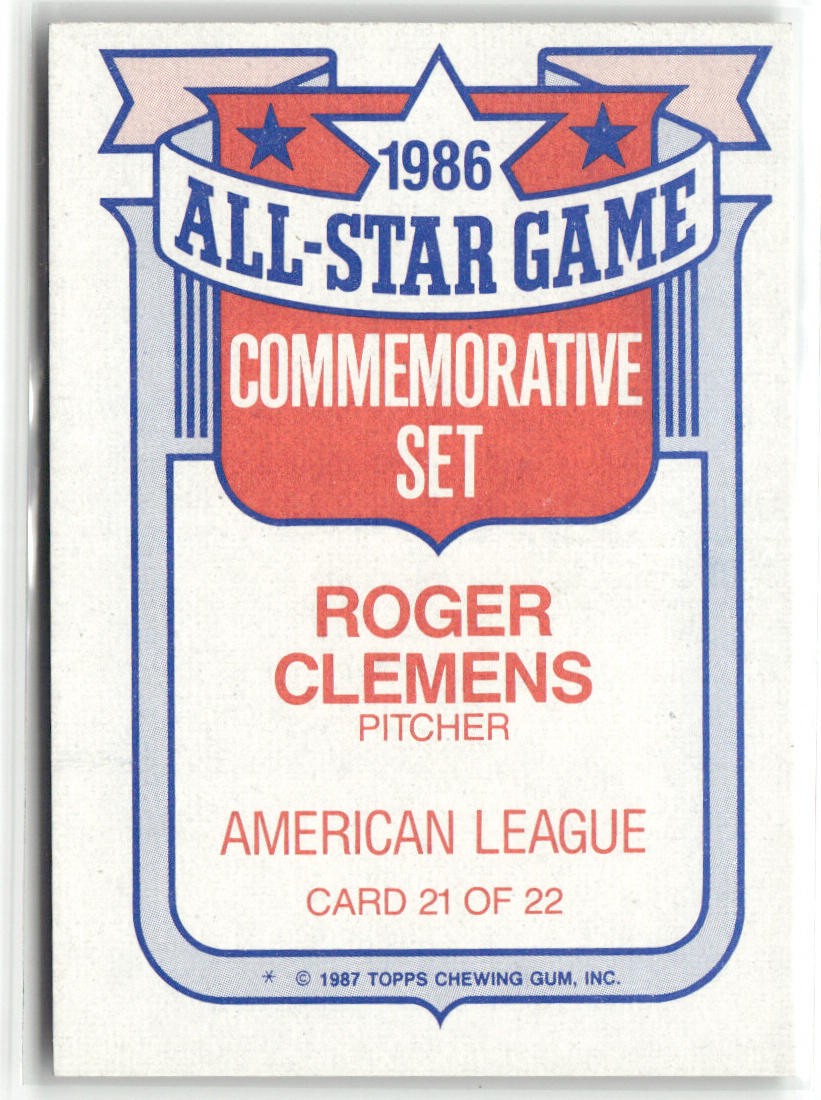 1986
ALL-STAR GAME
COMMEMORATIVE
SET
ROGER
CLEMENS
PITCHER
AMERICAN LEAGUE
CARD 21 OF 22
* © 1987 TOPPS CHEWING GUM, INC.